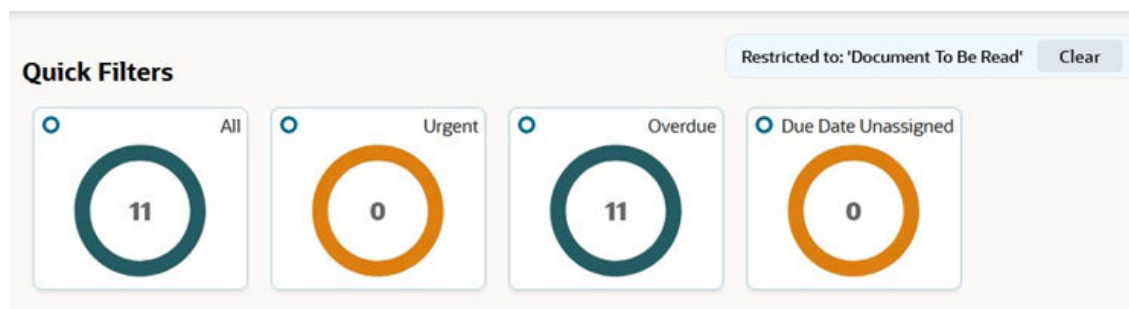 Restricted to: 'Document To Be Read' Clear
Quick Filters
All Urgent Overdue Due Date Unassigned
11 0 11 0